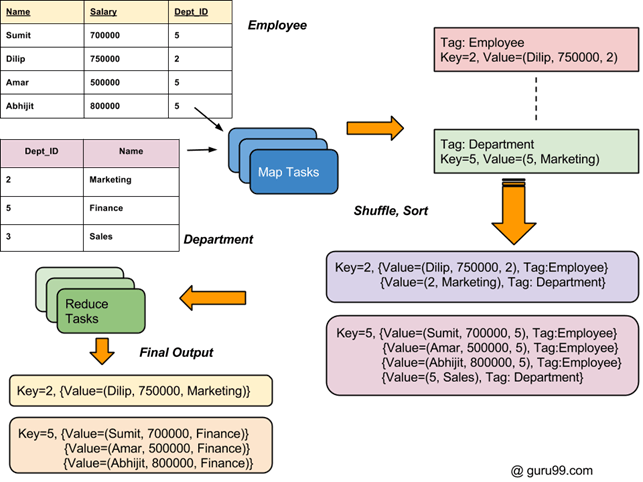 Name Salary Dept_ID
Sumit 700000 5
Dilip 750000 2
Amar 500000 5
Abhijit 800000 5
Employee
Dept_ID Name
2 Marketing
5 Finance
3 Sales
Department
Map Tasks
Tag: Employee
Key=2, Value=(Dilip, 750000, 2)
Tag: Department
Key=5, Value=(5, Marketing)
Shuffle, Sort
Key=2, {Value=(Dilip, 750000, 2), Tag:Employee}
{Value=(2, Marketing), Tag: Department}
Key=5, {Value=(Sumit, 700000, 5), Tag:Employee}
{Value=(Amar, 500000, 5), Tag:Employee}
{Value=(Abhijit, 800000, 5), Tag:Employee}
{Value=(5, Sales), Tag: Department}
Reduce
Tasks
Final Output
Key=2, {Value=(Dilip, 750000, Marketing)}
Key=5, {Value=(Sumit, 700000, Finance)}
{Value=(Amar, 500000, Finance)}
{Value=(Abhijit, 800000, Finance)}
@ guru99.com